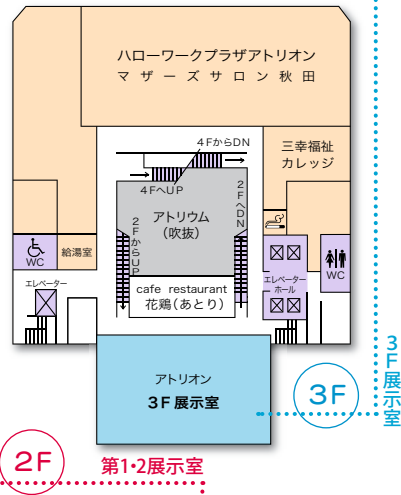 ハローワークプラザアトリオン
マザーズサロン秋田
4FからDN
三幸福祉
カレッジ
4FへUP
2FへDN
アトリウム
(吹抜)
2FからUP
WC
給湯室
WC
エレベーター
エレベーター
ホール
cafe restaurant
花鶏(あとり)
アトリオン
3F展示室
3F
3F展示室
2F
第1・2展示室